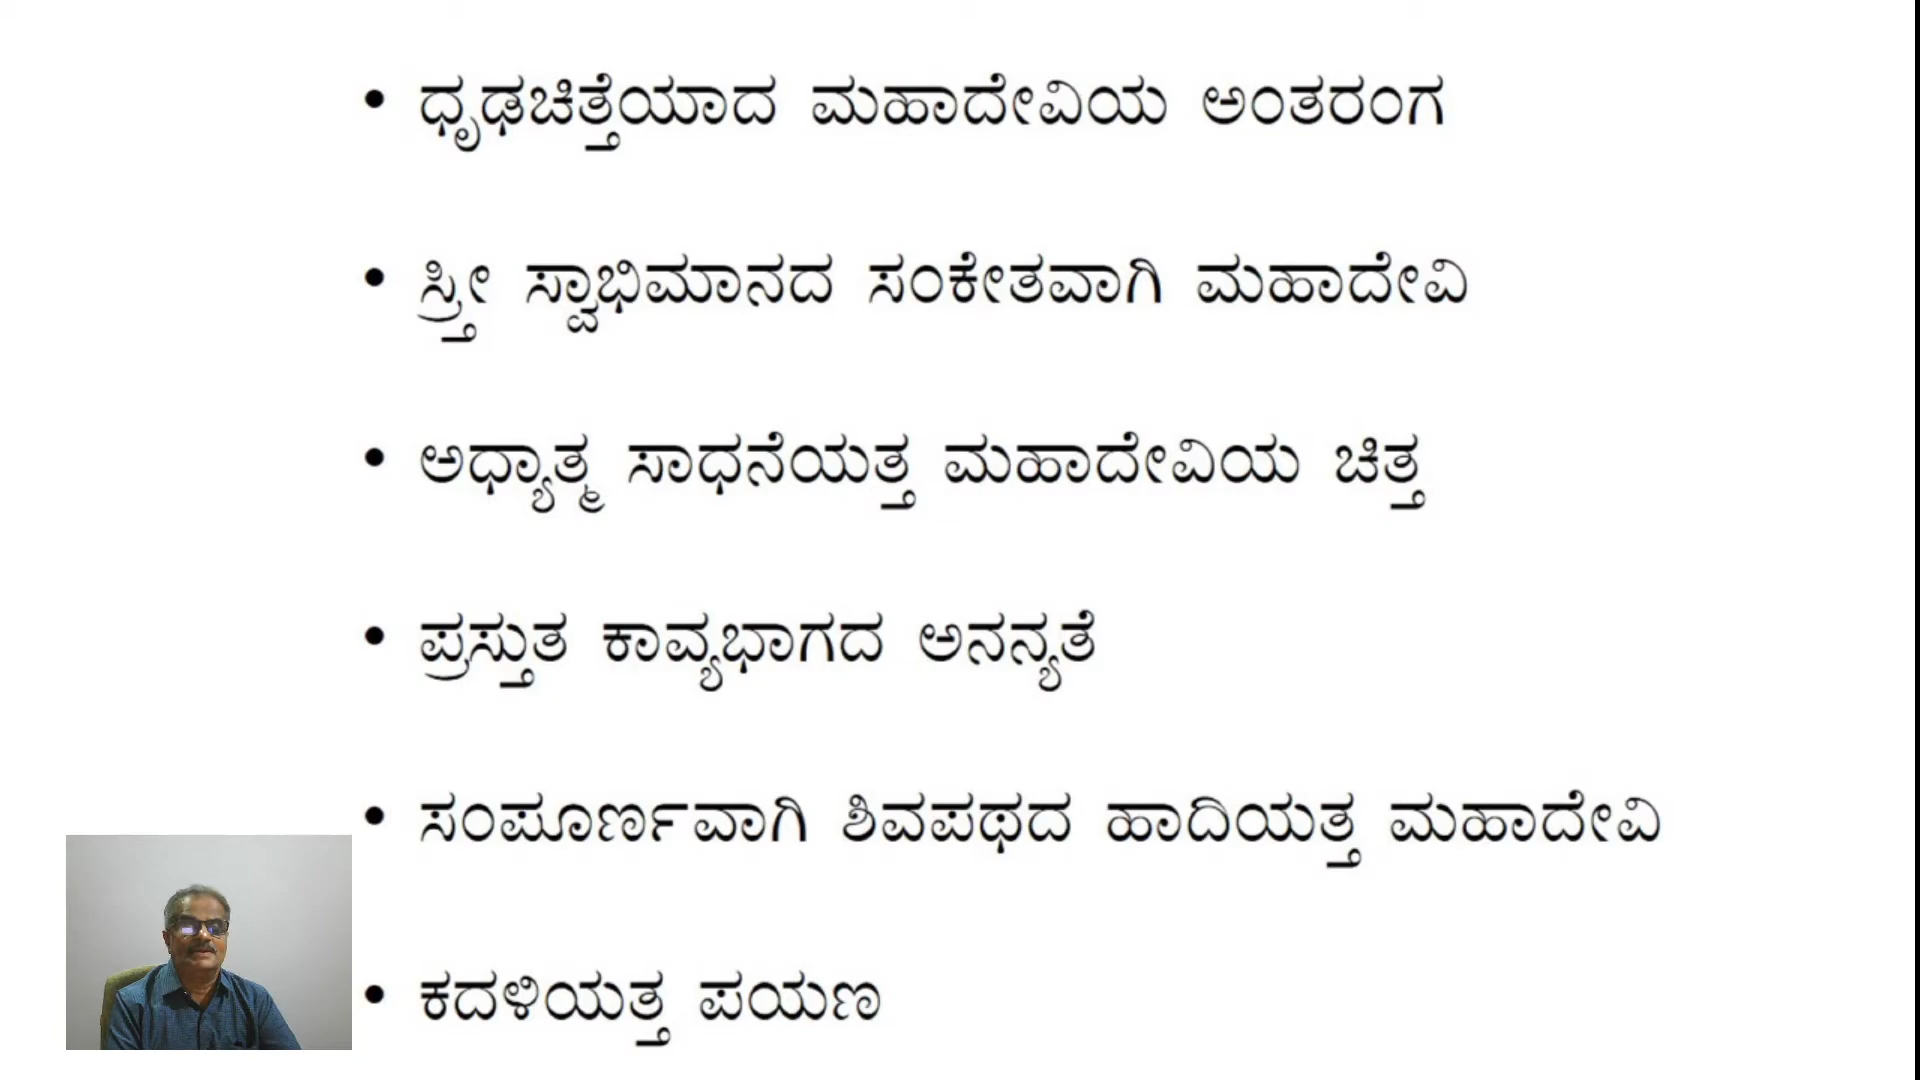 • ಧೃಢಚಿತ್ತೆಯಾದ ಮಹಾದೇವಿಯ ಅಂತರಂಗ
• ಸ್ತ್ರೀ ಸ್ವಾಭಿಮಾನದ ಸಂಕೇತವಾಗಿ ಮಹಾದೇವಿ
• ಅಧ್ಯಾತ್ಮ ಸಾಧನೆಯತ್ತ ಮಹಾದೇವಿಯ ಚಿತ್ತ
• ಪ್ರಸ್ತುತ ಕಾವ್ಯಭಾಗದ ಅನನ್ಯತೆ
• ಸಂಪೂರ್ಣವಾಗಿ ಶಿವಪಥದ ಹಾದಿಯತ್ತ ಮಹಾದೇವಿ
• ಕದಳಿಯತ್ತ ಪಯಣ